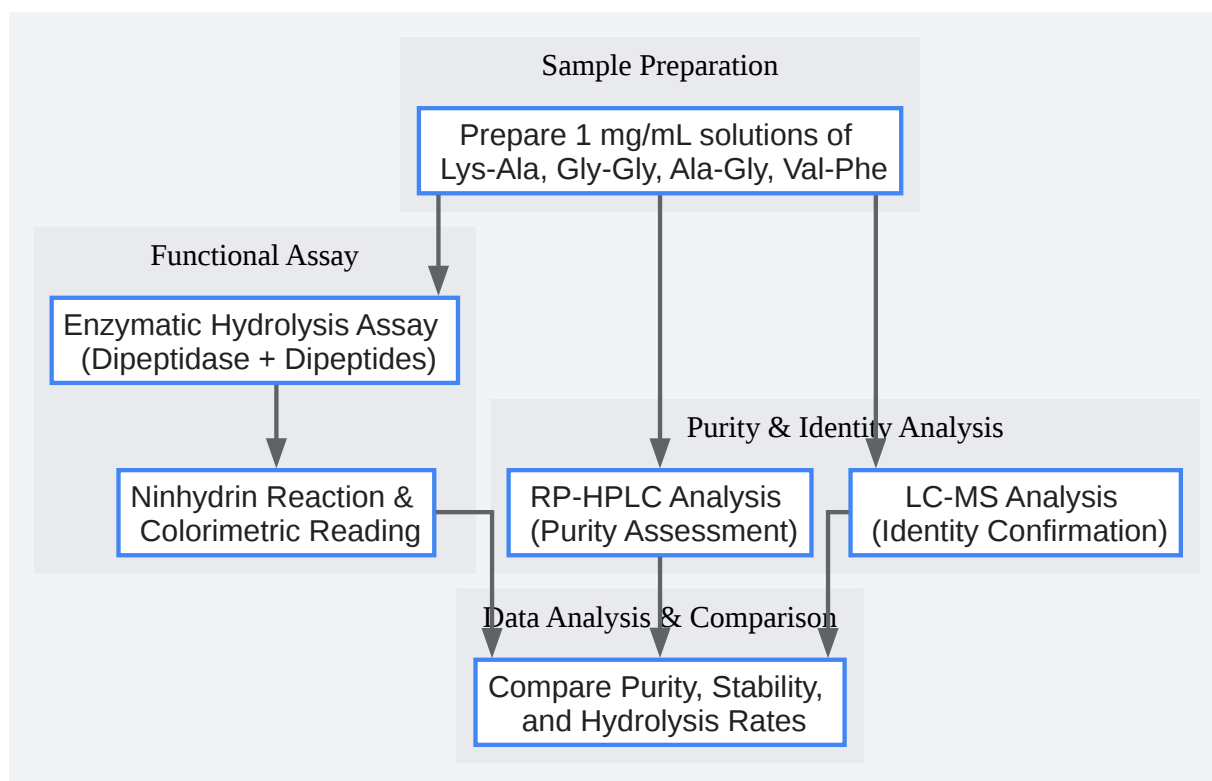 Sample Preparation
Prepare 1 mg/mL solutions of
Lys-Ala, Gly-Gly, Ala-Gly, Val-Phe
Functional Assay
Enzymatic Hydrolysis Assay
(Dipeptidase + Dipeptides)
Ninhydrin Reaction &
Colorimetric Reading
Purity & Identity Analysis
RP-HPLC Analysis
(Purity Assessment)
LC-MS Analysis
(Identity Confirmation)
Data Analysis & Comparison
Compare Purity, Stability,
and Hydrolysis Rates